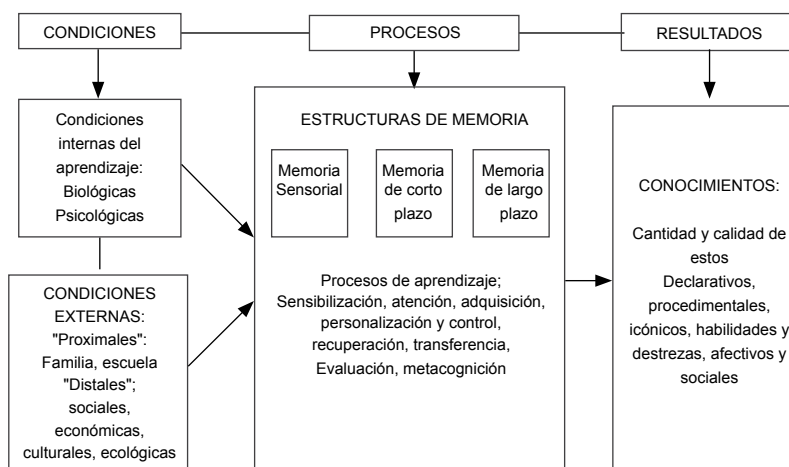 CONDICIONES
PROCESOS
RESULTADOS
Condiciones
internas del
aprendizaje:
Biológicas
Psicológicas
CONDICIONES
EXTERNAS:
"Proximales":
Familia, escuela
"Distales";
sociales,
económicas,
culturales, ecológicas
ESTRUCTURAS DE MEMORIA
Memoria
Sensorial
Memoria
de corto
plazo
Memoria
de largo
plazo
Procesos de aprendizaje;
Sensibilización, atención, adquisición,
personalización y control,
recuperación, transferencia,
Evaluación, metacognición
CONOCIMIENTOS:
Cantidad y calidad de
estos
Declarativos,
procedimentales,
icónicos, habilidades y
destrezas, afectivos y
sociales